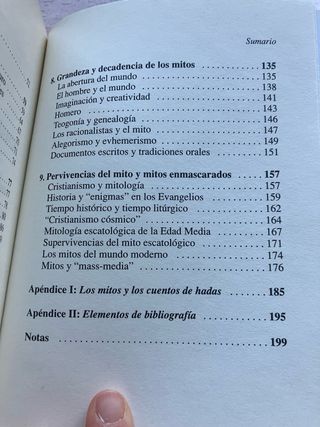 Sumario
8. Grandeza y decadencia de los mitos ............ 135
La abertura del mundo ............ 135
El hombre y el mundo ............ 138
Imaginación y creatividad ............ 141
Homero ............ 143
Teogonía y genealogía ............ 146
Los racionalistas y el mito ............ 147
Alegorismo y evhemerismo ............ 149
Documentos escritos y tradiciones orales ............ 151
9. Pervivencias del mito y mitos enmascarados ............ 157
Cristianismo y mitología ............ 157
Historia y "enigmas" en los Evangelios ............ 159
Tiempo histórico y tiempo litúrgico ............ 162
"Cristianismo cósmico" ............ 164
Mitología escatológica de la Edad Media ............ 167
Supervivencias del mito escatológico ............ 171
Los mitos del mundo moderno ............ 174
Mitos y "mass-media" ............ 176
Apéndice I: Los mitos y los cuentos de hadas ............ 185
Apéndice II: Elementos de bibliografía ............ 195
Notas ............ 199